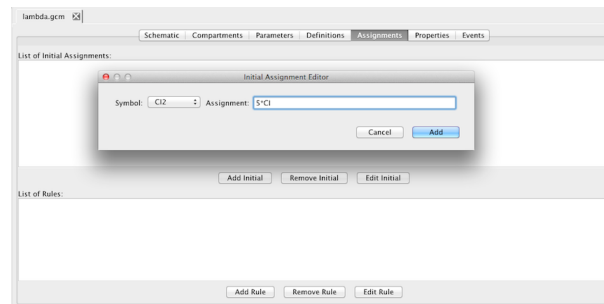 lambda.gcm
Schematic Compartments Parameters Definitions Assignments Properties Events
List of Initial Assignments:
Initial Assignment Editor
Symbol: CI2 Assignment: 5*CI
Cancel Add
Add Initial Remove Initial Edit Initial
List of Rules:
Add Rule Remove Rule Edit Rule